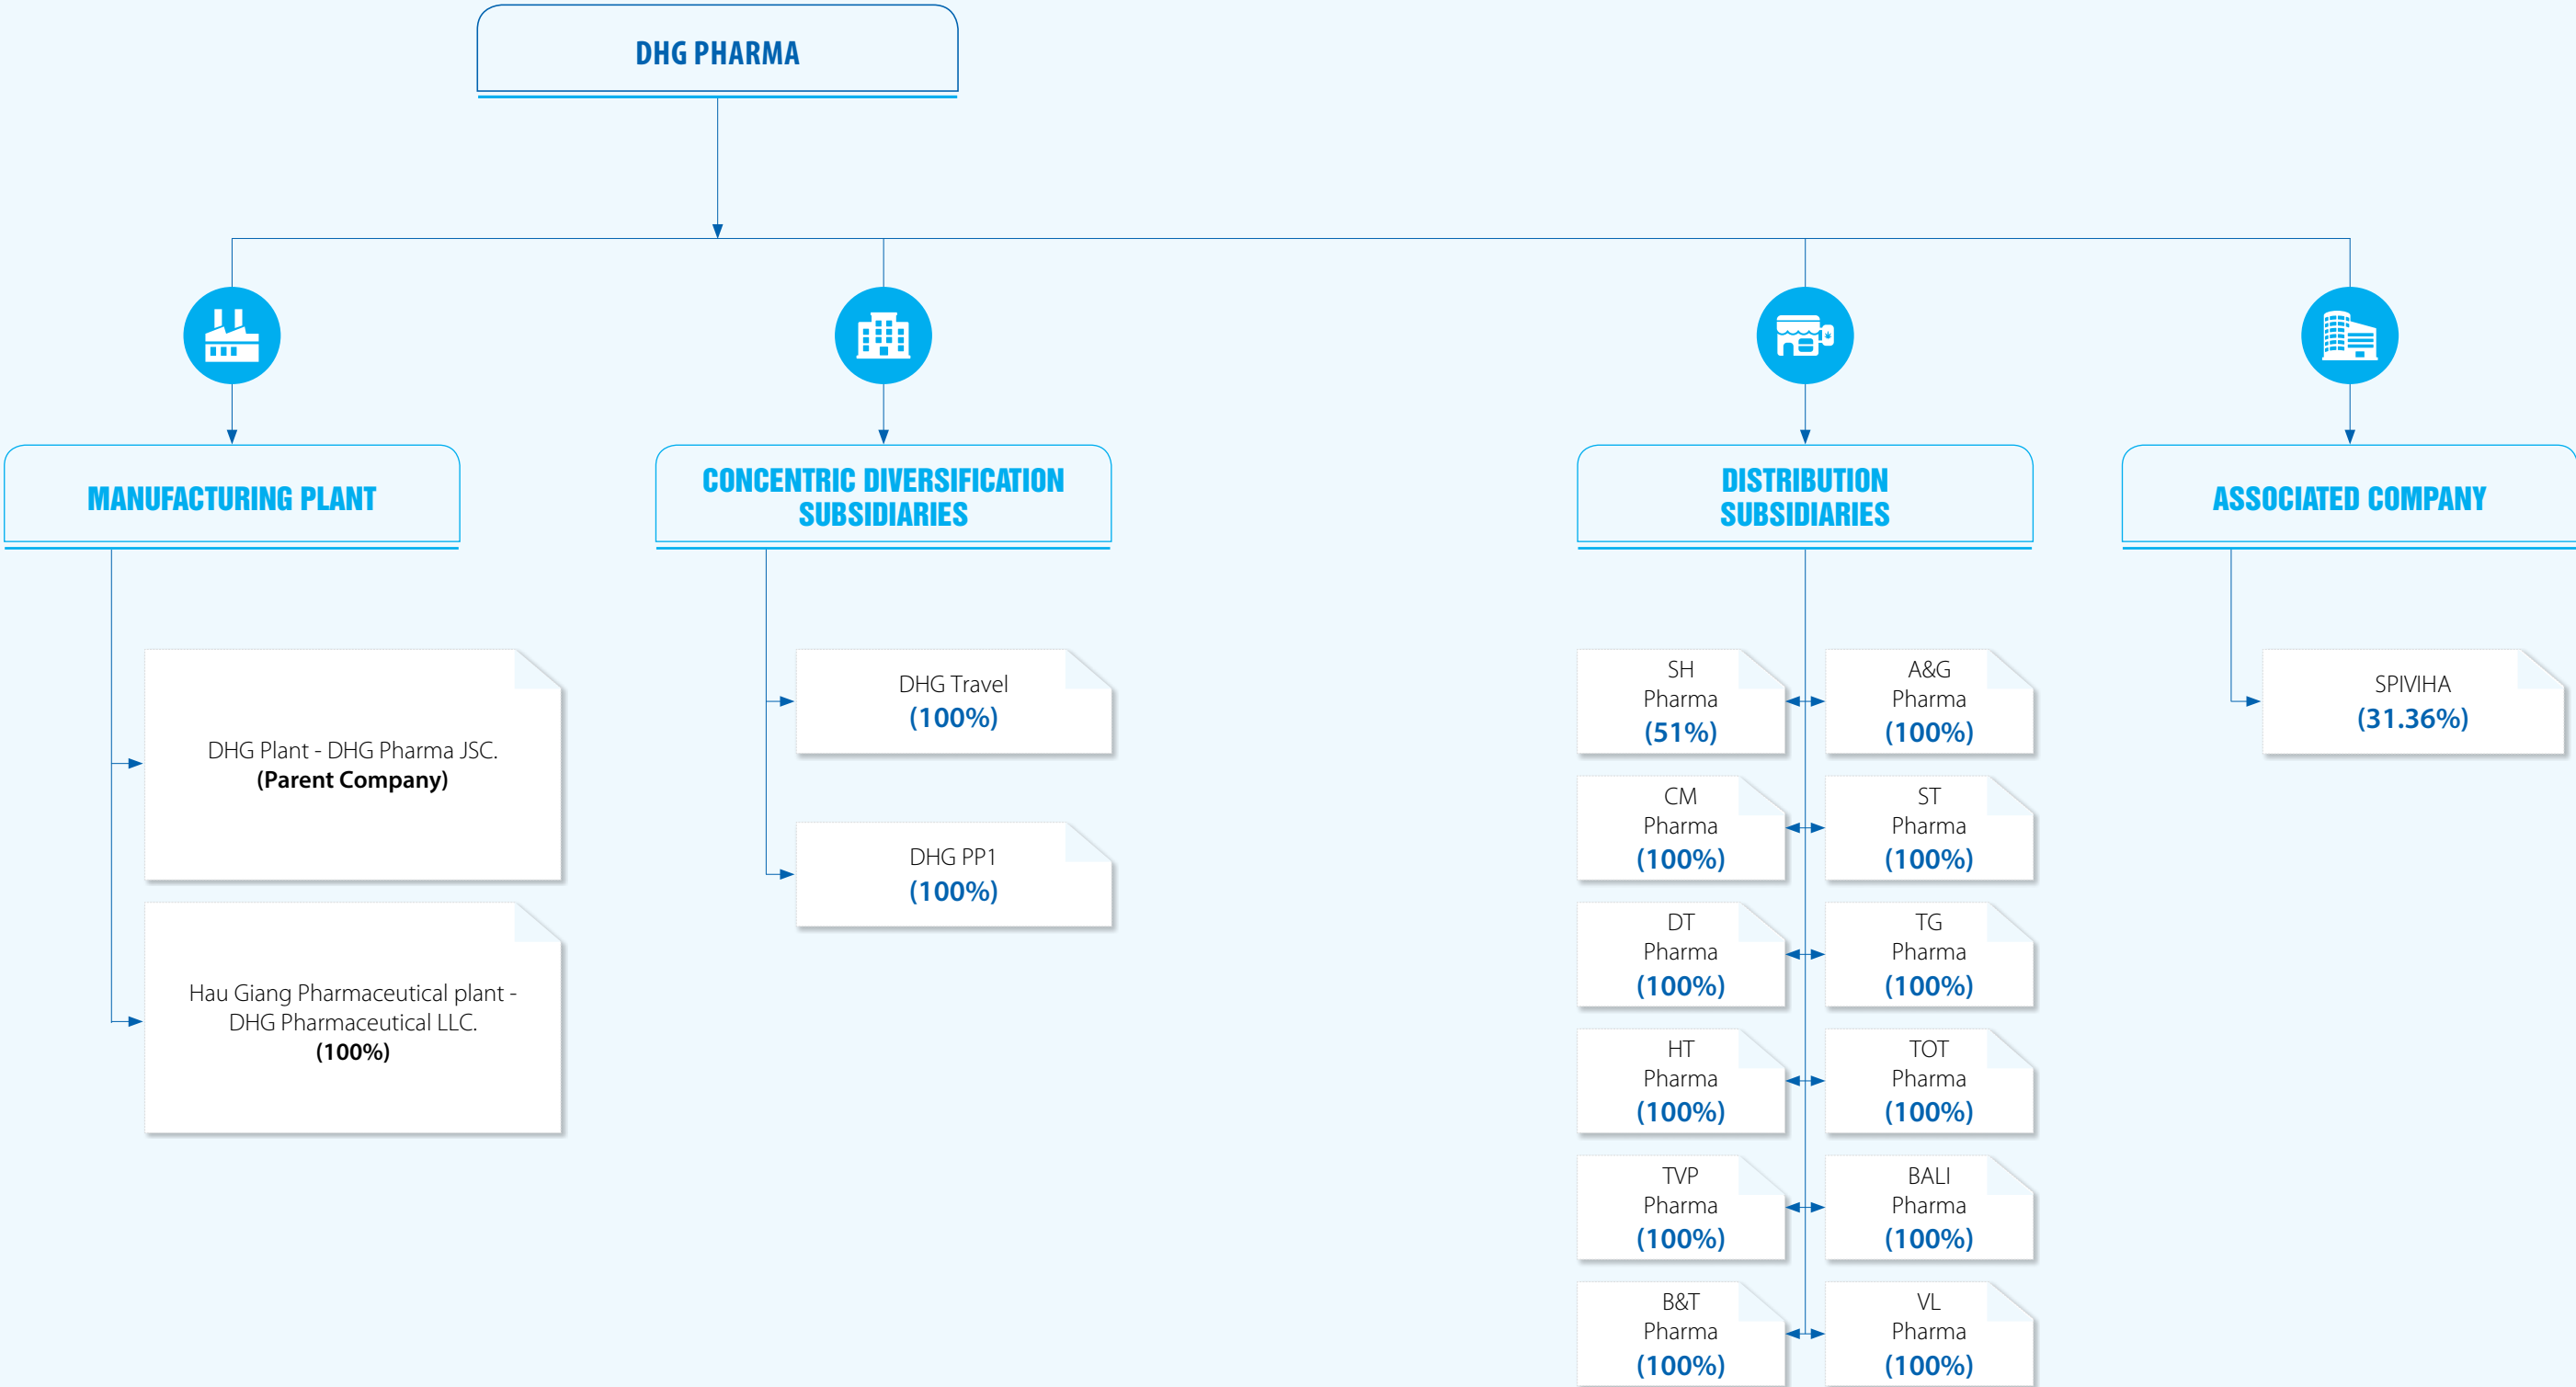 DHG PHARMA
MANUFACTURING PLANT
DHG Plant - DHG Pharma JSC.
(Parent Company)
Hau Giang Pharmaceutical plant -
DHG Pharmaceutical LLC.
(100%)
CONCENTRIC DIVERSIFICATION
SUBSIDIARIES
DHG Travel
(100%)
DHG PP1
(100%)
DISTRIBUTION
SUBSIDIARIES
SH
Pharma
(51%)
A&G
Pharma
(100%)
CM
Pharma
(100%)
ST
Pharma
(100%)
DT
Pharma
(100%)
TG
Pharma
(100%)
HT
Pharma
(100%)
TOT
Pharma
(100%)
TVP
Pharma
(100%)
BALI
Pharma
(100%)
B&T
Pharma
(100%)
VL
Pharma
(100%)
ASSOCIATED COMPANY
SPIVIHA
(31.36%)